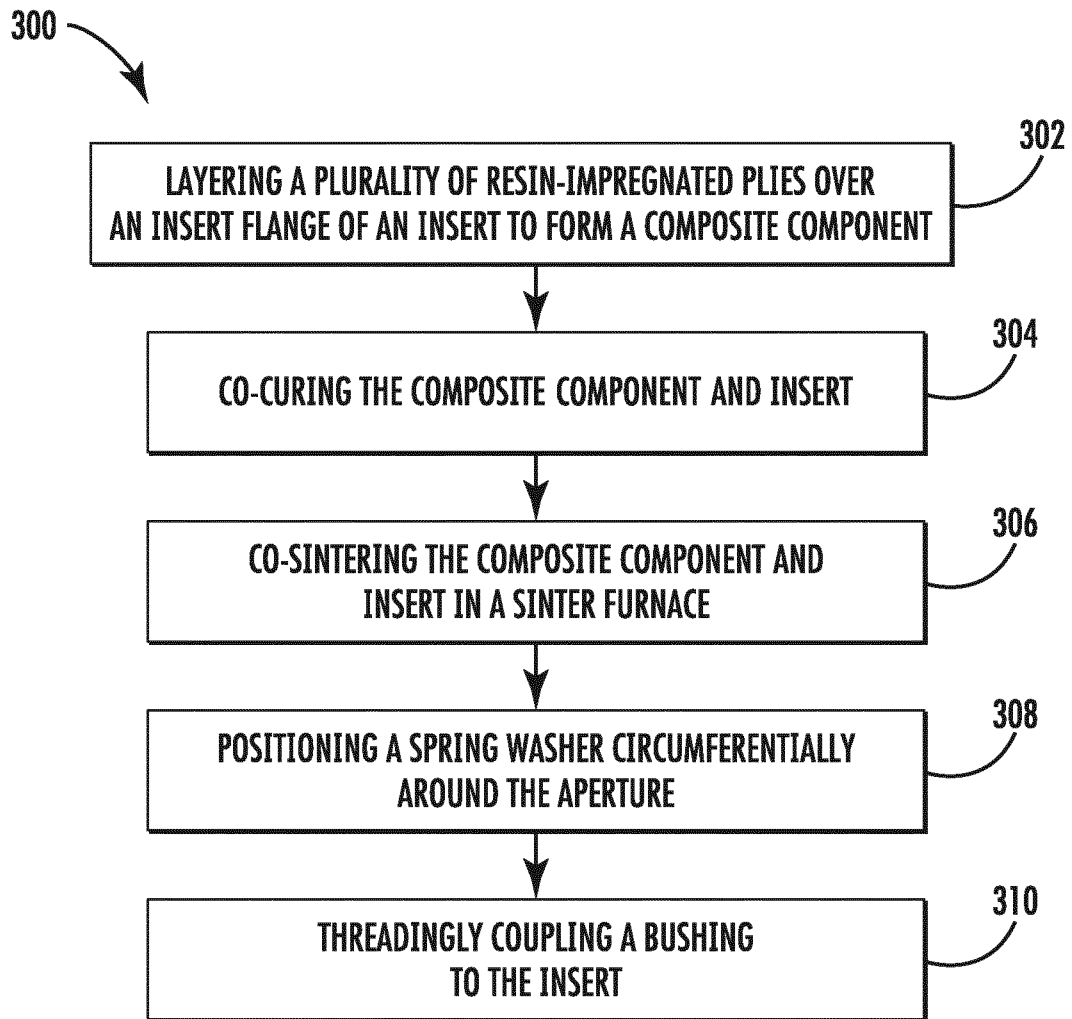 300
302
LAYERING A PLURALITY OF RESIN-IMPREGNATED PLIES OVER
AN INSERT FLANGE OF AN INSERT TO FORM A COMPOSITE COMPONENT
304
CO-CURING THE COMPOSITE COMPONENT AND INSERT
306
CO-SINTERING THE COMPOSITE COMPONENT AND
INSERT IN A SINTER FURNACE
308
POSITIONING A SPRING WASHER CIRCUMFERENTIALLY
AROUND THE APERTURE
310
THREADINGLY COUPLING A BUSHING
TO THE INSERT